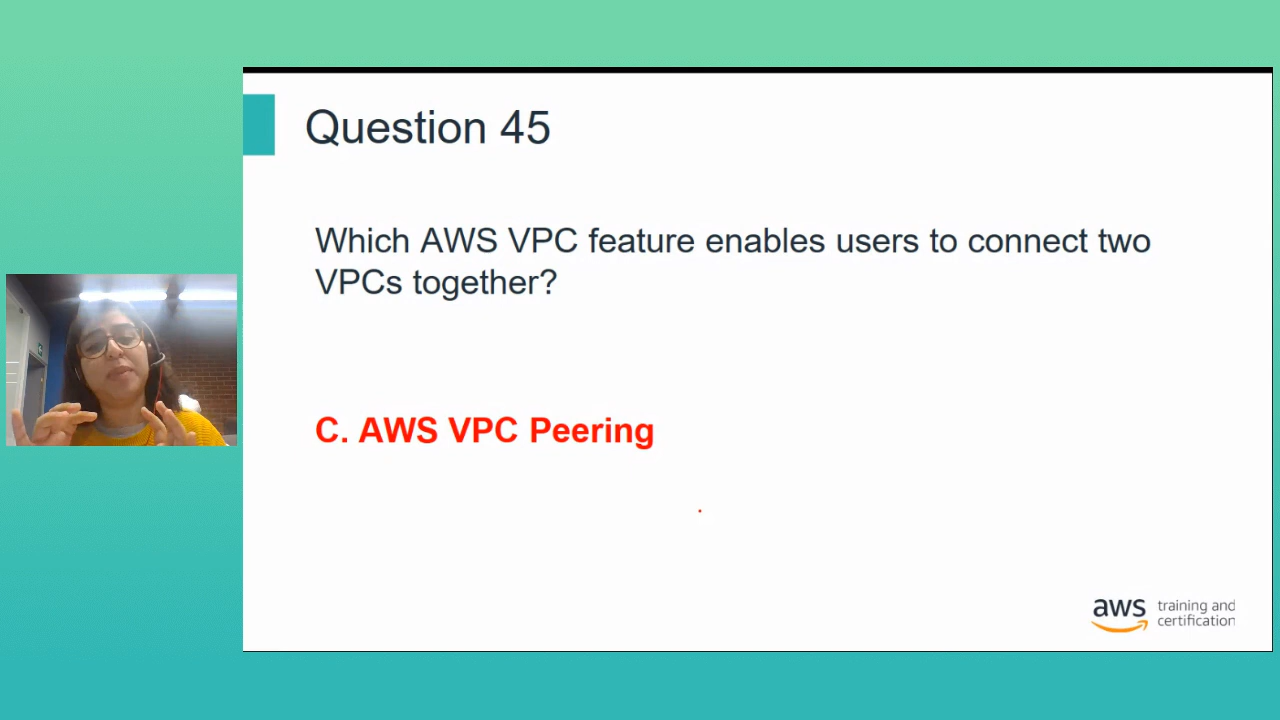 Question 45
Which AWS VPC feature enables users to connect two
VPCs together?
C. AWS VPC Peering
aws training and
certification